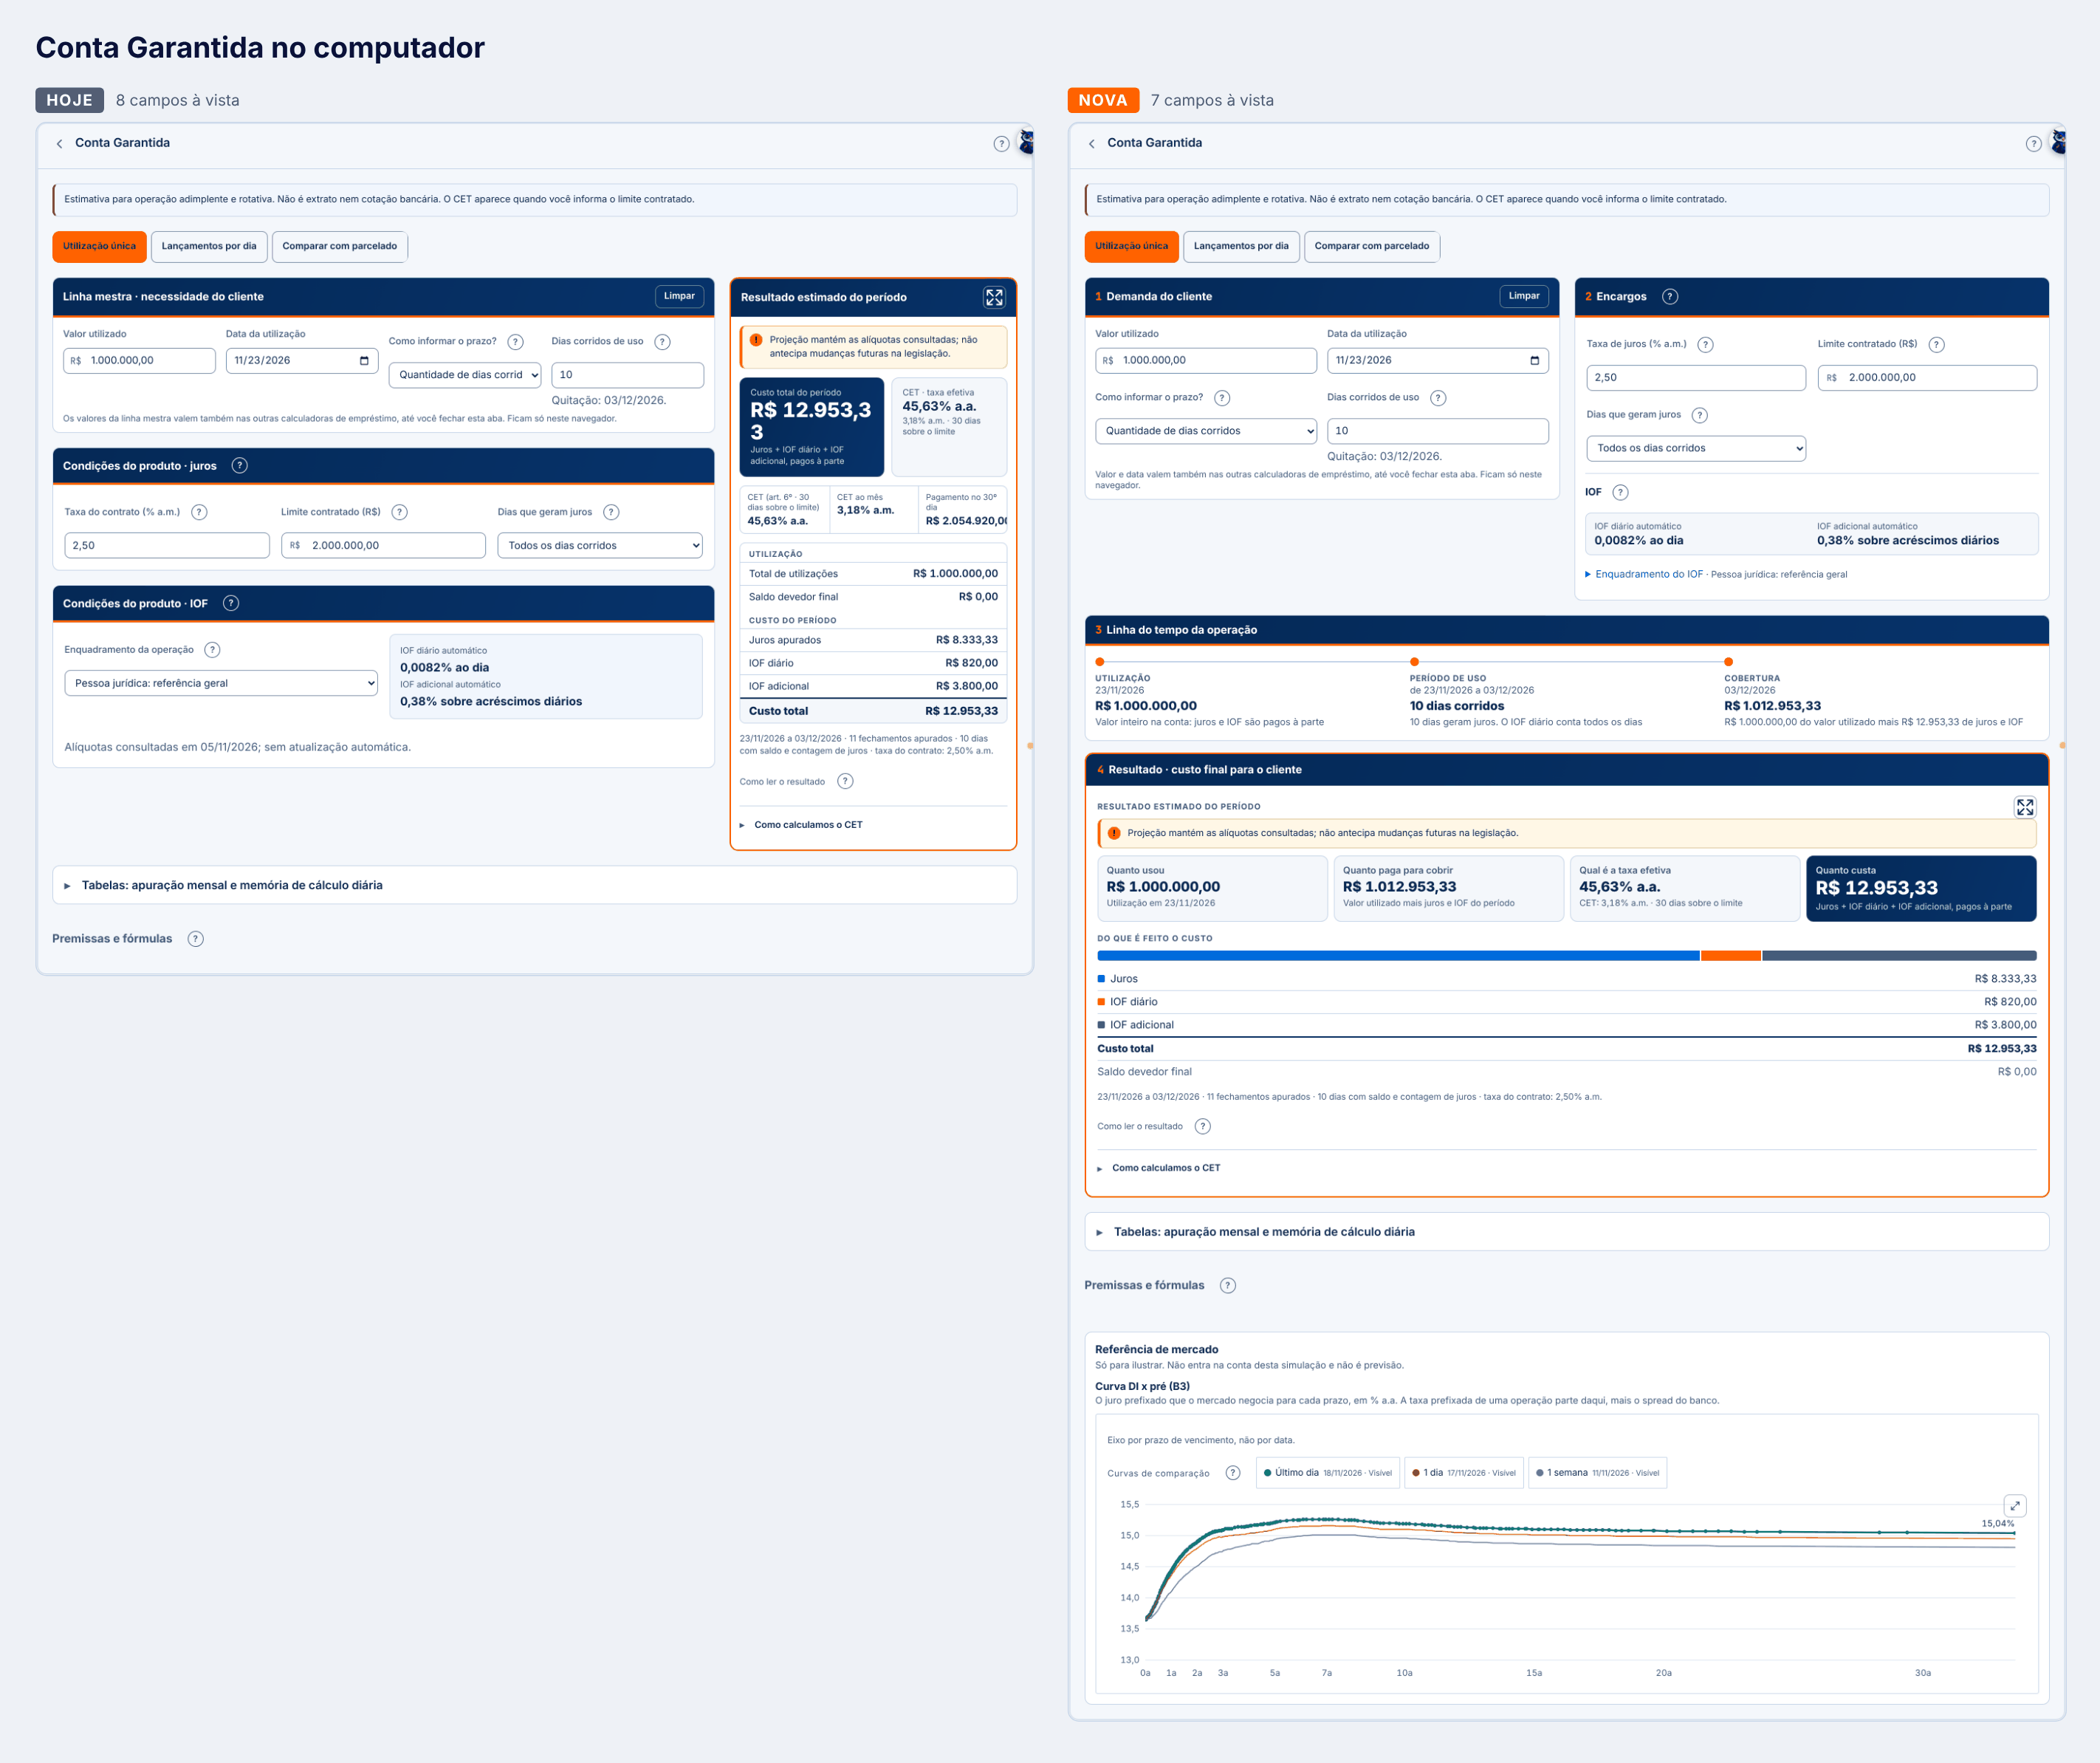 Conta Garantida no computador
HOJE 8 campos à vista
Conta Garantida
?
Estimativa para operação adimplente e rotativa. Não é extrato nem cotação bancária. O CET aparece quando você informa o limite contratado.
Utilização única
Lançamentos por dia
Comparar com parcelado
Linha mestra · necessidade do cliente
Limpar
Valor utilizado
R$ 1.000.000,00
Data da utilização
11/23/2026
Como informar o prazo? ?
Quantidade de dias corrid
Dias corridos de uso ?
10
Quitação: 03/12/2026.
Os valores da linha mestra valem também nas outras calculadoras de empréstimo, até você fechar esta aba. Ficam só neste navegador.
Condições do produto · juros ?
Taxa do contrato (% a.m.) ?
2,50
Limite contratado (R$) ?
R$ 2.000.000,00
Dias que geram juros ?
Todos os dias corridos
Condições do produto · IOF ?
Enquadramento da operação ?
Pessoa jurídica: referência geral
IOF diário automático
0,0082% ao dia
IOF adicional automático
0,38% sobre acréscimos diários
Alíquotas consultadas em 05/11/2026; sem atualização automática.
Resultado estimado do período
! Projeção mantém as alíquotas consultadas; não
antecipa mudanças futuras na legislação.
Custo total do período
R$ 12.953,3
3
Juros + IOF diário + IOF
adicional, pagos à parte
CET · taxa efetiva
45,63% a.a.
3,18% a.m. · 30 dias
sobre o limite
CET (art. 6º · 30
dias sobre o limite)
45,63% a.a.
CET ao mês
3,18% a.m.
Pagamento no 30º
dia
R$ 2.054.920,00
UTILIZAÇÃO
Total de utilizações R$ 1.000.000,00
Saldo devedor final R$ 0,00
CUSTO DO PERÍODO
Juros apurados R$ 8.333,33
IOF diário R$ 820,00
IOF adicional R$ 3.800,00
Custo total R$ 12.953,33
23/11/2026 a 03/12/2026 · 11 fechamentos apurados · 10 dias
com saldo e contagem de juros · taxa do contrato: 2,50% a.m.
Como ler o resultado ?
Como calculamos o CET
Tabelas: apuração mensal e memória de cálculo diária
Premissas e fórmulas ?
NOVA 7 campos à vista
Conta Garantida
?
Estimativa para operação adimplente e rotativa. Não é extrato nem cotação bancária. O CET aparece quando você informa o limite contratado.
Utilização única
Lançamentos por dia
Comparar com parcelado
1 Demanda do cliente
Limpar
Valor utilizado
R$ 1.000.000,00
Data da utilização
11/23/2026
Como informar o prazo? ?
Quantidade de dias corridos
Dias corridos de uso ?
10
Quitação: 03/12/2026.
Valor e data valem também nas outras calculadoras de empréstimo, até você fechar esta aba. Ficam só neste
navegador.
2 Encargos ?
Taxa de juros (% a.m.) ?
2,50
Limite contratado (R$) ?
R$ 2.000.000,00
Dias que geram juros ?
Todos os dias corridos
IOF ?
IOF diário automático
0,0082% ao dia
IOF adicional automático
0,38% sobre acréscimos diários
Enquadramento do IOF · Pessoa jurídica: referência geral
3 Linha do tempo da operação
UTILIZAÇÃO
23/11/2026
R$ 1.000.000,00
Valor inteiro na conta: juros e IOF são pagos à parte
PERÍODO DE USO
de 23/11/2026 a 03/12/2026
10 dias corridos
10 dias geram juros. O IOF diário conta todos os dias
COBERTURA
03/12/2026
R$ 1.012.953,33
R$ 1.000.000,00 do valor utilizado mais R$ 12.953,33 de juros e IOF
4 Resultado · custo final para o cliente
RESULTADO ESTIMADO DO PERÍODO
! Projeção mantém as alíquotas consultadas; não antecipa mudanças futuras na legislação.
Quanto usou
R$ 1.000.000,00
Utilização em 23/11/2026
Quanto paga para cobrir
R$ 1.012.953,33
Valor utilizado mais juros e IOF do período
Qual é a taxa efetiva
45,63% a.a.
CET: 3,18% a.m. · 30 dias sobre o limite
Quanto custa
R$ 12.953,33
Juros + IOF diário + IOF adicional, pagos à parte
DO QUE É FEITO O CUSTO
Juros R$ 8.333,33
IOF diário R$ 820,00
IOF adicional R$ 3.800,00
Custo total R$ 12.953,33
Saldo devedor final R$ 0,00
23/11/2026 a 03/12/2026 · 11 fechamentos apurados · 10 dias com saldo e contagem de juros · taxa do contrato: 2,50% a.m.
Como ler o resultado ?
Como calculamos o CET
Tabelas: apuração mensal e memória de cálculo diária
Premissas e fórmulas ?
Referência de mercado
Só para ilustrar. Não entra na conta desta simulação e não é previsão.
Curva DI x pré (B3)
O juro prefixado que o mercado negocia para cada prazo, em % a.a. A taxa prefixada de uma operação parte daqui, mais o spread do banco.
Eixo por prazo de vencimento, não por data.
Curvas de comparação ?
Último dia 18/11/2026 · Visível
1 dia 17/11/2026 · Visível
1 semana 11/11/2026 · Visível
15,5
15,0
14,5
14,0
13,5
13,0
15,04%
0a 1a 2a 3a 5a 7a 10a 15a 20a 30a